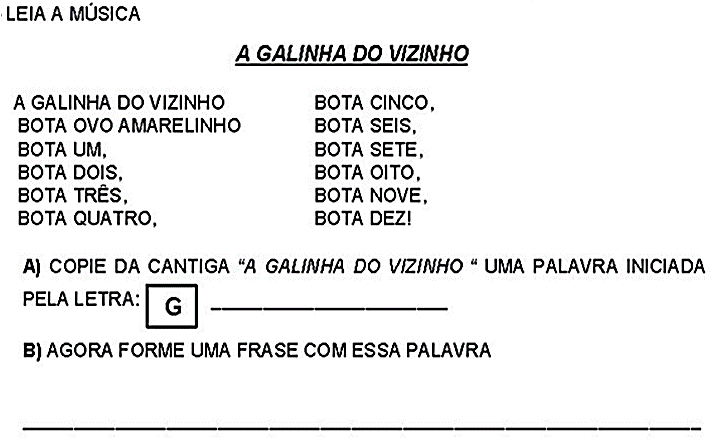 LEIA A MÚSICA
A GALINHA DO VIZINHO
A GALINHA DO VIZINHO
BOTA OVO AMARELINHO
BOTA UM,
BOTA DOIS,
BOTA TRÊS,
BOTA QUATRO,
BOTA CINCO,
BOTA SEIS,
BOTA SETE,
BOTA OITO,
BOTA NOVE,
BOTA DEZ!
A) COPIE DA CANTIGA "A GALINHA DO VIZINHO " UMA PALAVRA INICIADA
PELA LETRA: G ____________________
B) AGORA FORME UMA FRASE COM ESSA PALAVRA